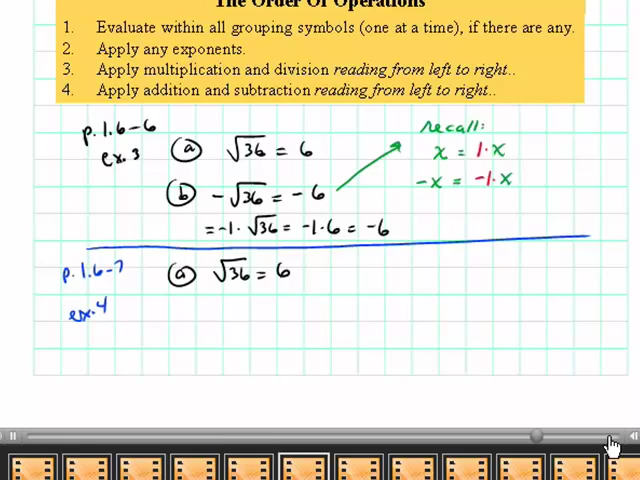 The Order Of Operations
1. Evaluate within all grouping symbols (one at a time), if there are any.
2. Apply any exponents.
3. Apply multiplication and division reading from left to right..
4. Apply addition and subtraction reading from left to right..
p.1.6-6
ex.3
(a) √36 = 6
recall:
x = 1·x
(b) -√36 = -6
-x = -1·x
= -1·√36 = -1·6 = -6
p.1.6-7
ex.4
(a) √36 = 6